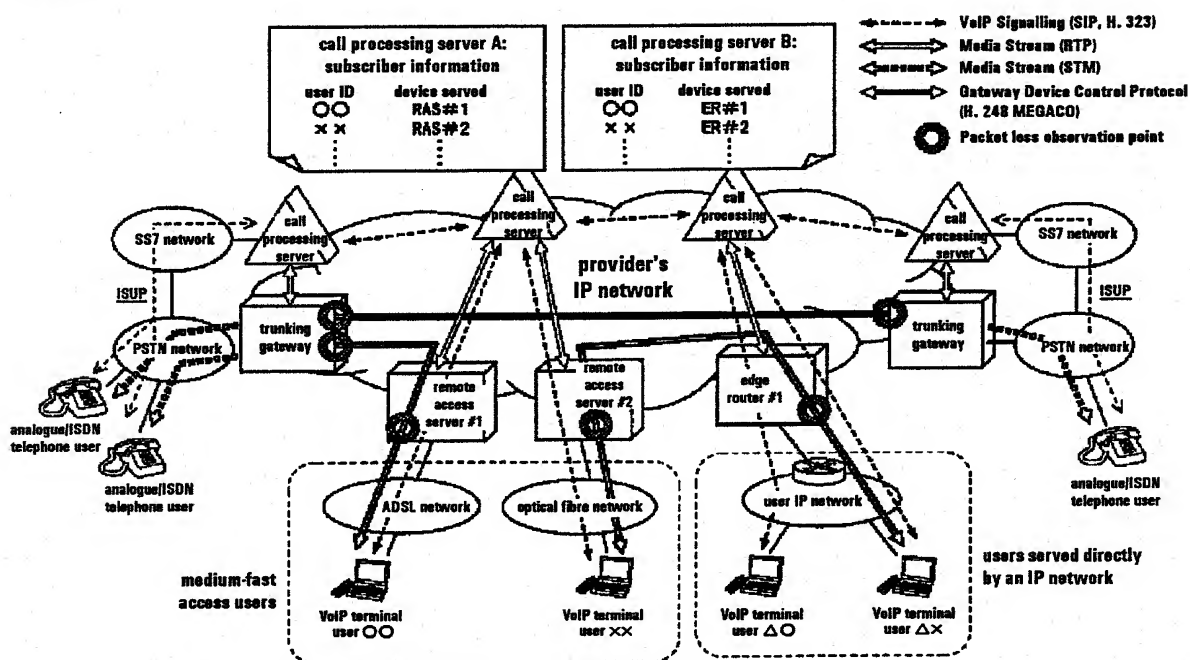 call processing server A:
subscriber information
user ID device served
○○ RAS#1
×× RAS#2
call processing server B:
subscriber information
user ID device served
○○ ER#1
×× ER#2
VoIP Signalling (SIP, H. 323)
Media Stream (RTP)
Media Stream (STM)
Gateway Device Control Protocol
(H. 248 MEGACO)
Packet loss observation point
SS7 network
call
processing
server
call
processing
server
call
processing
server
call
processing
server
SS7 network
provider's
IP network
ISUP
ISUP
PSTN network
trunking
gateway
trunking
gateway
PSTN network
remote
access
server #1
remote
access
server #2
edge
router #1
analogue/ISDN
telephone user
analogue/ISDN
telephone user
analogue/ISDN
telephone user
ADSL network
optical fibre network
user IP network
medium-fast
access users
users served directly
by an IP network
VoIP terminal
user ○○
VoIP terminal
user ××
VoIP terminal
user △○
VoIP terminal
user △×